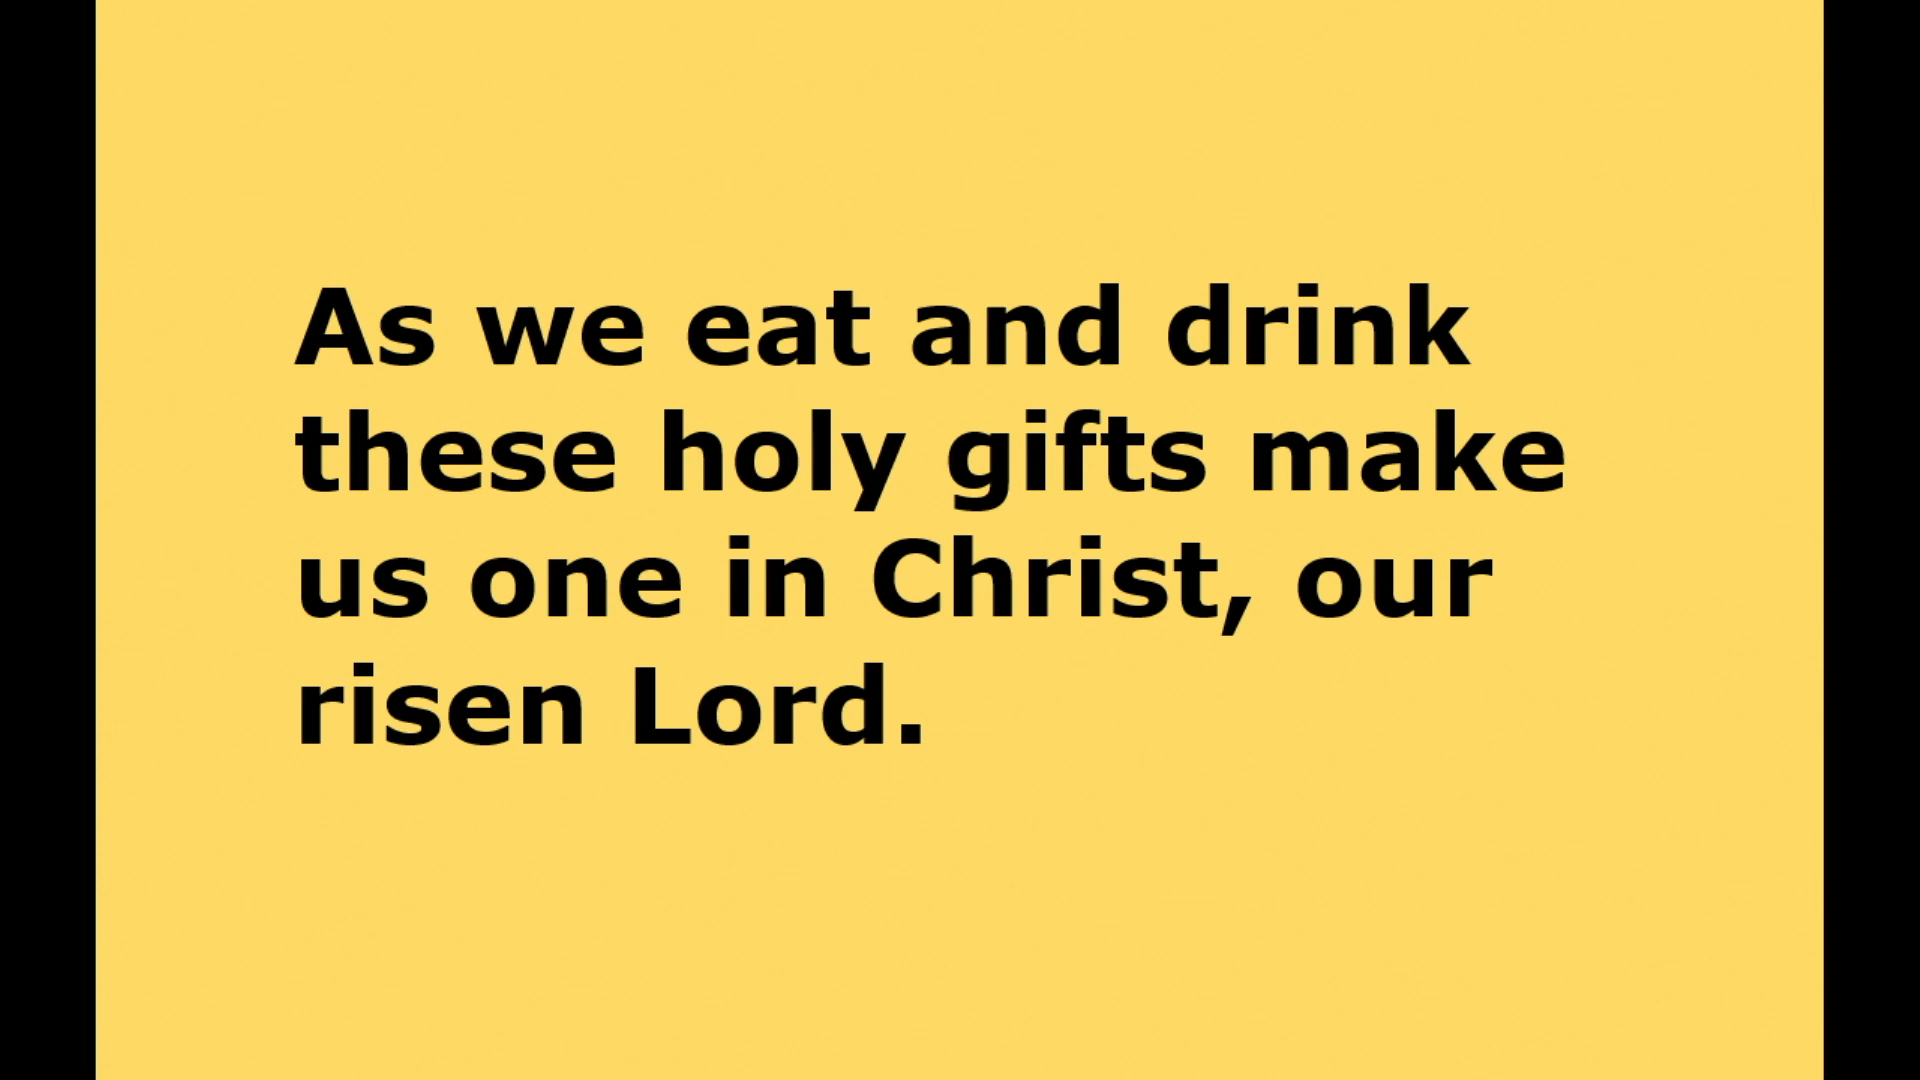 As we eat and drink
these holy gifts make
us one in Christ, our
risen Lord.